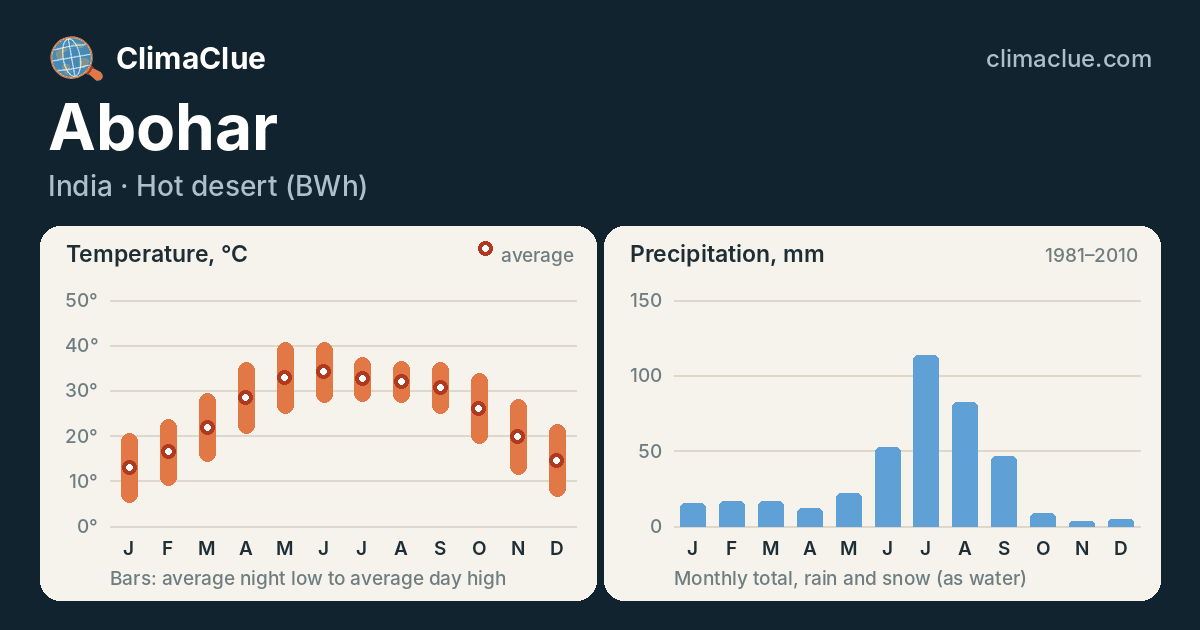 ClimaClue
climaclue.com
Abohar
India · Hot desert (BWh)
Temperature, °C
average
50°
40°
30°
20°
10°
0°
J F M A M J J A S O N D
Bars: average night low to average day high
Precipitation, mm
1981–2010
150
100
50
0
J F M A M J J A S O N D
Monthly total, rain and snow (as water)